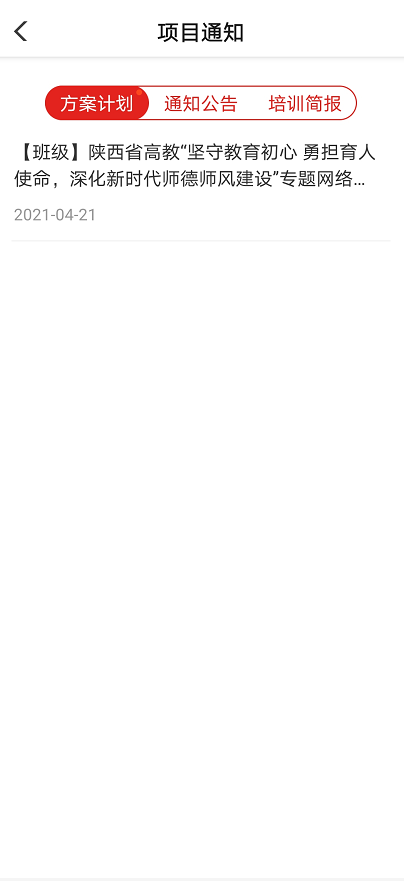 项目通知
方案计划 通知公告 培训简报
【班级】陕西省高教“坚守教育初心 勇担育人
使命，深化新时代师德师风建设”专题网络...
2021-04-21